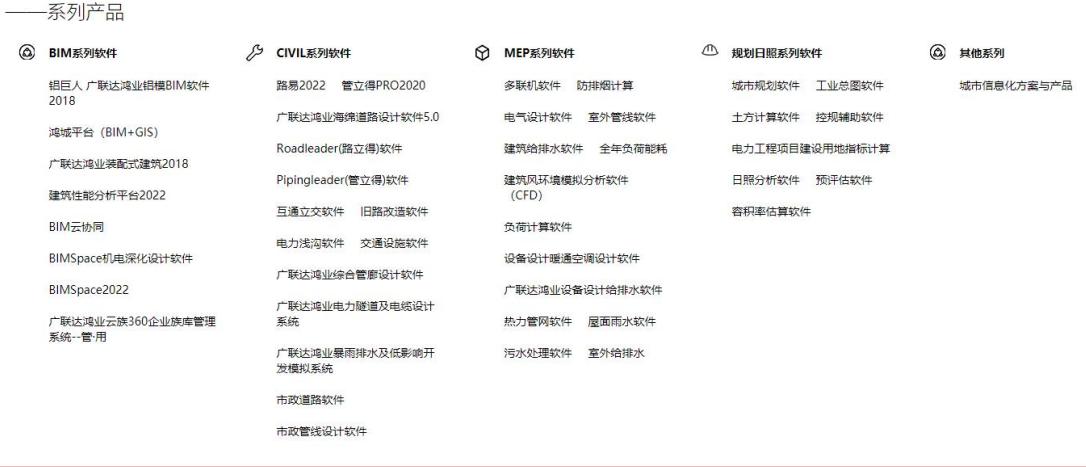 ——系列产品
BIM系列软件
铝巨人 广联达鸿业铝模BIM软件
2018
鸿城平台（BIM+GIS）
广联达鸿业装配式建筑2018
建筑性能分析平台2022
BIM云协同
BIMSpace机电深化设计软件
BIMSpace2022
广联达鸿业云族360企业族库管理
系统--管·用
CIVIL系列软件
路易2022 管立得PRO2020
广联达鸿业海绵道路设计软件5.0
Roadleader(路立得)软件
Pipingleader(管立得)软件
互通立交软件 旧路改造软件
电力浅沟软件 交通设施软件
广联达鸿业综合管廊设计软件
广联达鸿业电力隧道及电缆设计
系统
广联达鸿业暴雨排水及低影响开
发模拟系统
市政道路软件
市政管线设计软件
MEP系列软件
多联机软件 防排烟计算
电气设计软件 室外管线软件
建筑给排水软件 全年负荷能耗
建筑风环境模拟分析软件
（CFD）
负荷计算软件
设备设计暖通空调设计软件
广联达鸿业设备设计给排水软件
热力管网软件 屋面雨水软件
污水处理软件 室外给排水
规划日照系列软件
城市规划软件 工业总图软件
土方计算软件 控规辅助软件
电力工程项目建设用地指标计算
日照分析软件 预评估软件
容积率估算软件
其他系列
城市信息化方案与产品